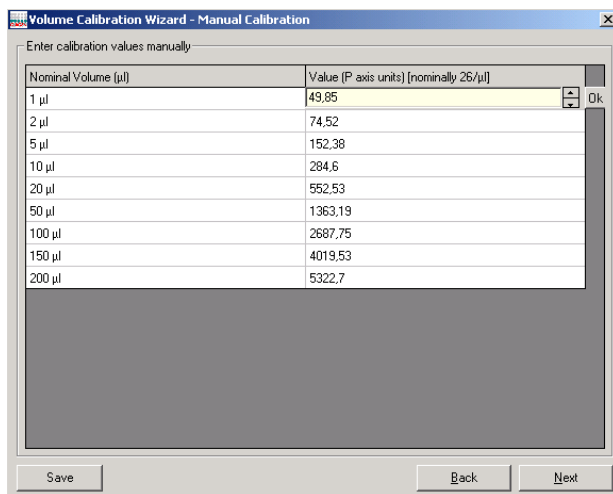 Volume Calibration Wizard - Manual Calibration
Enter calibration values manually
Nominal Volume (µl) Value (P axis units) [nominally 26/µl]
1 µl 49,85 Ok
2 µl 74,52
5 µl 152,38
10 µl 284,6
20 µl 552,53
50 µl 1363,19
100 µl 2687,75
150 µl 4019,53
200 µl 5322,7
Save Back Next